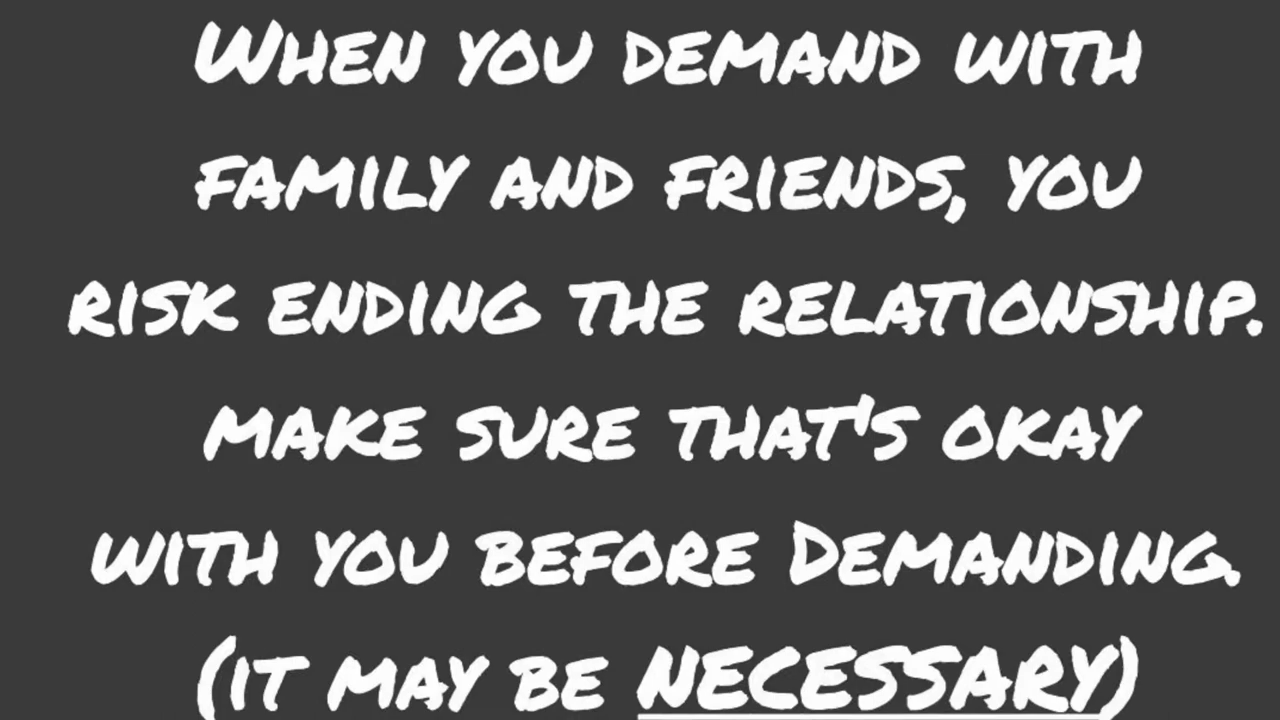 When you demand with
family and friends, you
risk ending the relationship.
make sure that's okay
with you before Demanding.
(it may be NECESSARY)